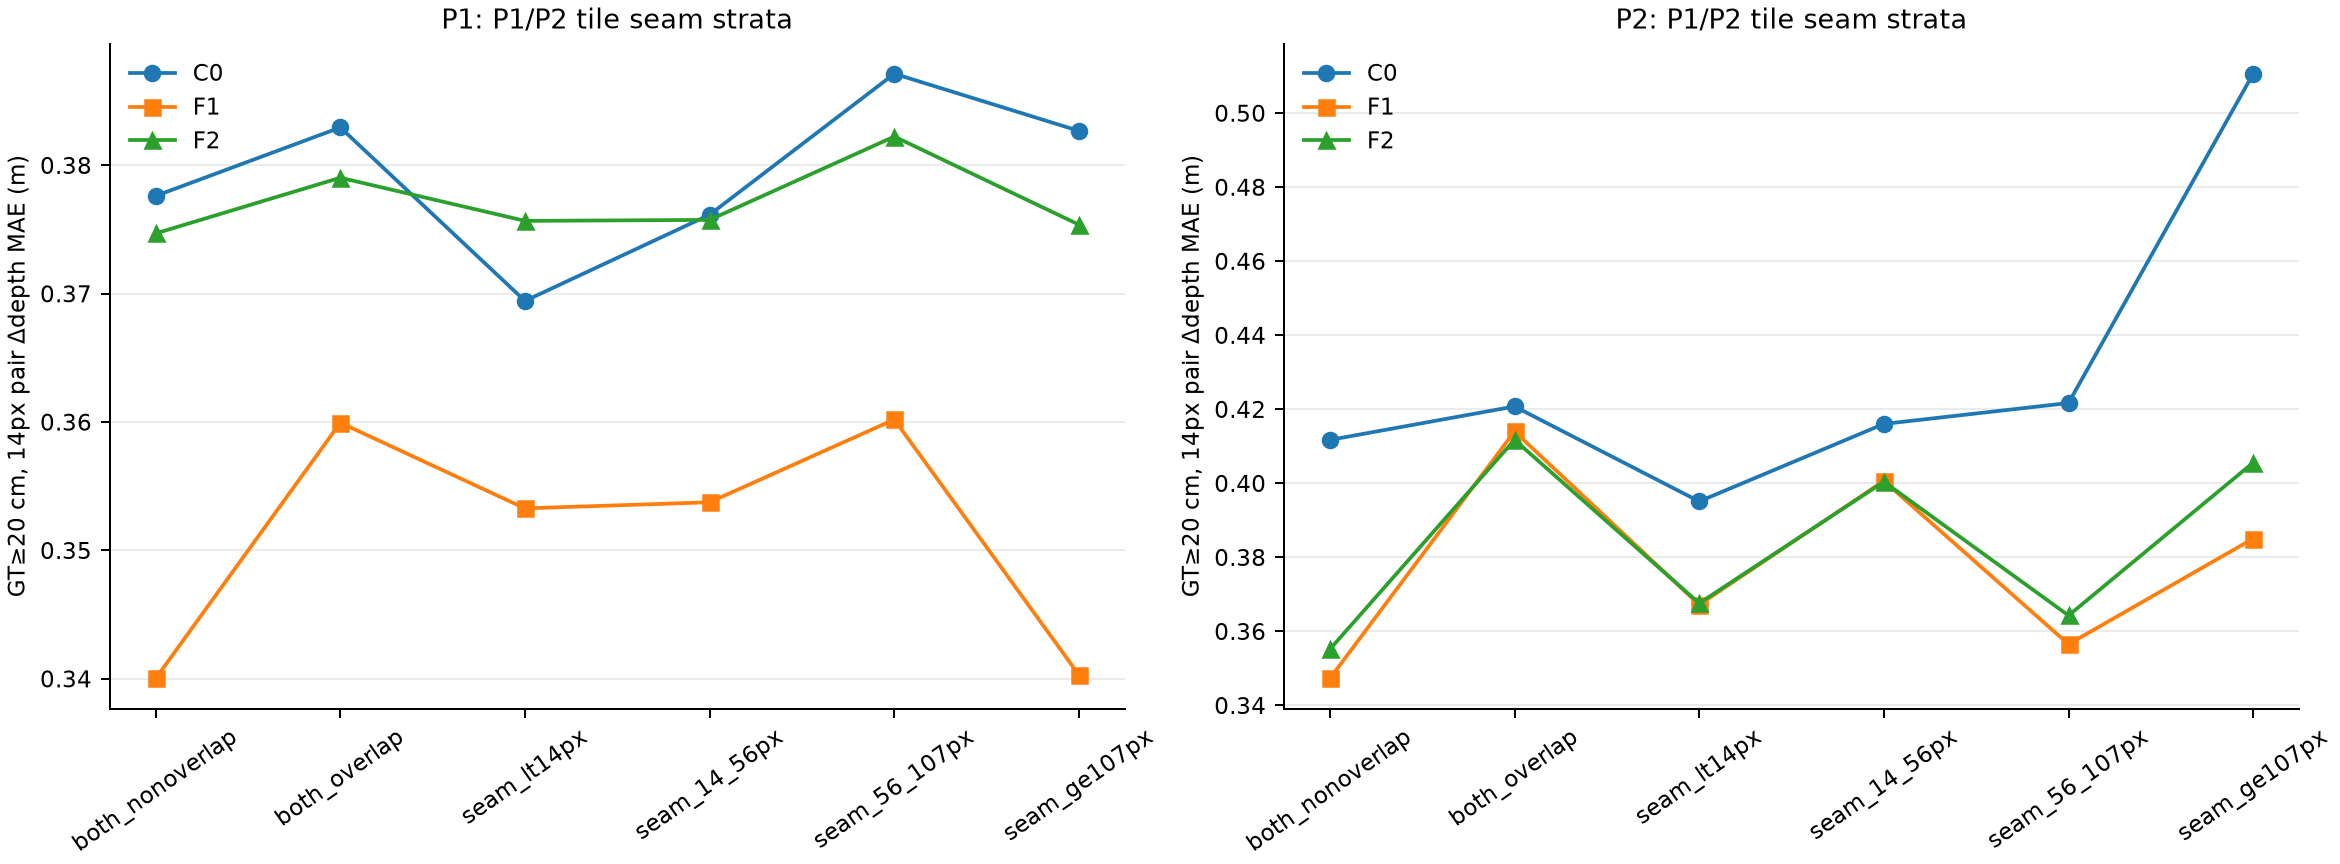 P1: P1/P2 tile seam strata
C0
F1
F2
GT≥20 cm, 14px pair Δdepth MAE (m)
0.38
0.37
0.36
0.35
0.34
both_nonoverlap
both_overlap
seam_lt14px
seam_14_56px
seam_56_107px
seam_ge107px
P2: P1/P2 tile seam strata
C0
F1
F2
GT≥20 cm, 14px pair Δdepth MAE (m)
0.50
0.48
0.46
0.44
0.42
0.40
0.38
0.36
0.34
both_nonoverlap
both_overlap
seam_lt14px
seam_14_56px
seam_56_107px
seam_ge107px